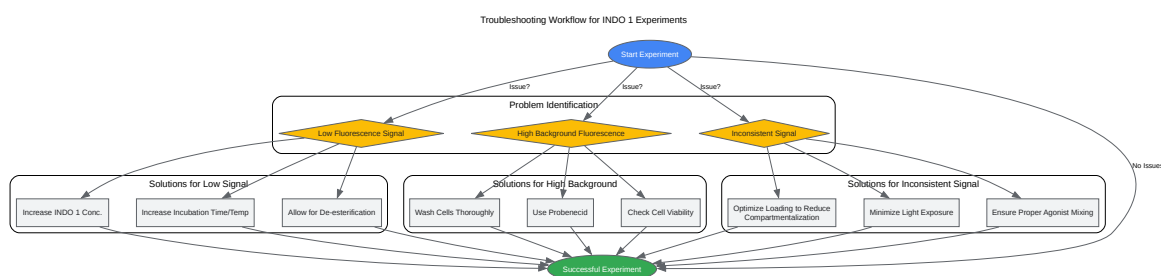 Troubleshooting Workflow for INDO 1 Experiments
Start Experiment
Issue?
Issue?
Issue?
Problem Identification
Low Fluorescence Signal
High Background Fluorescence
Inconsistent Signal
No Issues
Solutions for Low Signal
Solutions for High Background
Solutions for Inconsistent Signal
Increase INDO 1 Conc.
Increase Incubation Time/Temp
Allow for De-esterification
Wash Cells Thoroughly
Use Probenecid
Check Cell Viability
Optimize Loading to Reduce
Compartmentalization
Minimize Light Exposure
Ensure Proper Agonist Mixing
Successful Experiment